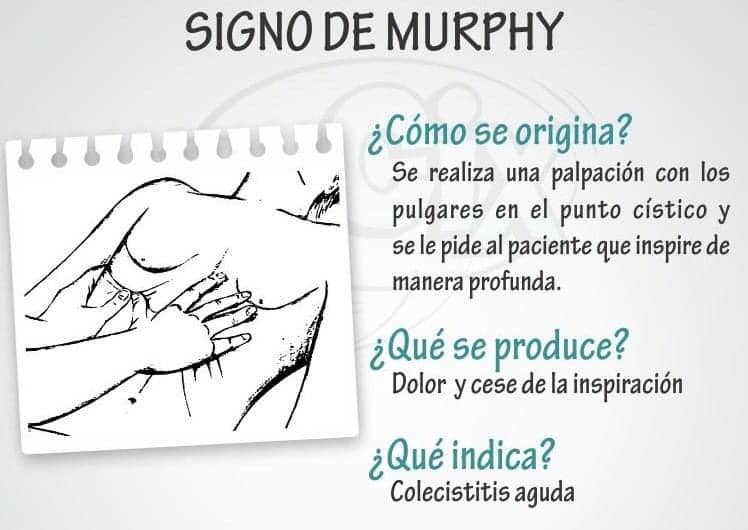 SIGNO DE MURPHY
¿Cómo se origina?
Se realiza una palpación con los
pulgares en el punto cístico y
se le pide al paciente que inspire de
manera profunda.
¿Qué se produce?
Dolor y cese de la inspiración
¿Qué indica?
Colecistitis aguda